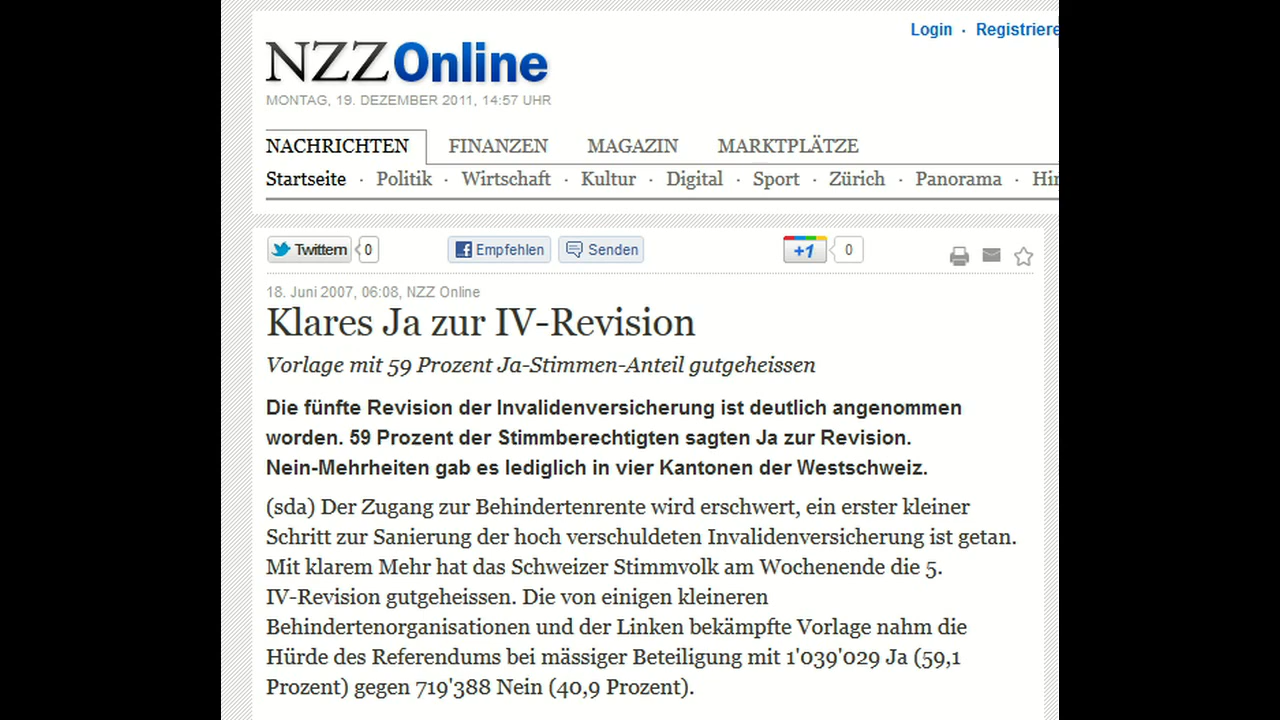 Login · Registriere
NZZOnline
MONTAG, 19. DEZEMBER 2011, 14:57 UHR
NACHRICHTEN FINANZEN MAGAZIN MARKTPLÄTZE
Startseite · Politik · Wirtschaft · Kultur · Digital · Sport · Zürich · Panorama · Hin
Twittern 0 Empfehlen Senden +1 0
18. Juni 2007, 06:08, NZZ Online
Klares Ja zur IV-Revision
Vorlage mit 59 Prozent Ja-Stimmen-Anteil gutgeheissen
Die fünfte Revision der Invalidenversicherung ist deutlich angenommen
worden. 59 Prozent der Stimmberechtigten sagten Ja zur Revision.
Nein-Mehrheiten gab es lediglich in vier Kantonen der Westschweiz.
(sda) Der Zugang zur Behindertenrente wird erschwert, ein erster kleiner
Schritt zur Sanierung der hoch verschuldeten Invalidenversicherung ist getan.
Mit klarem Mehr hat das Schweizer Stimmvolk am Wochenende die 5.
IV-Revision gutgeheissen. Die von einigen kleineren
Behindertenorganisationen und der Linken bekämpfte Vorlage nahm die
Hürde des Referendums bei mässiger Beteiligung mit 1'039'029 Ja (59,1
Prozent) gegen 719'388 Nein (40,9 Prozent).